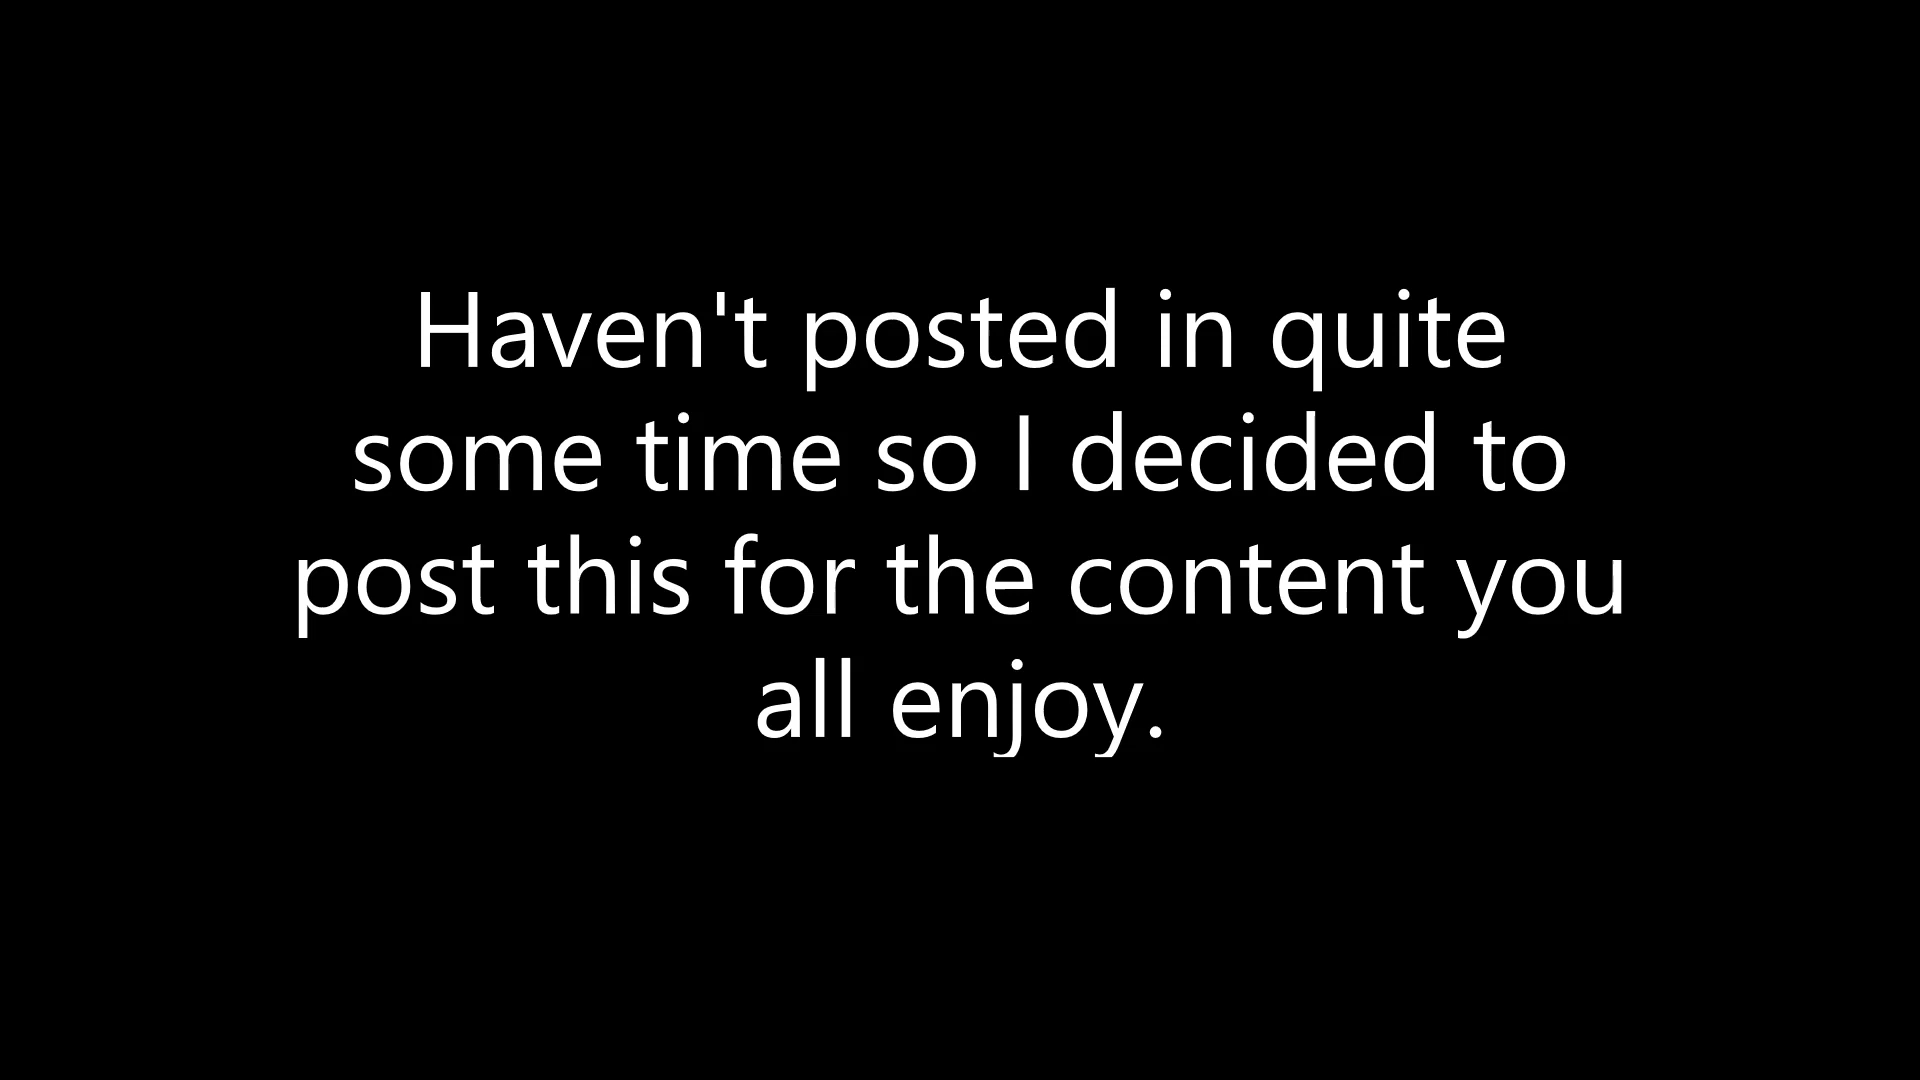 Haven't posted in quite
some time so I decided to
post this for the content you
all enjoy.